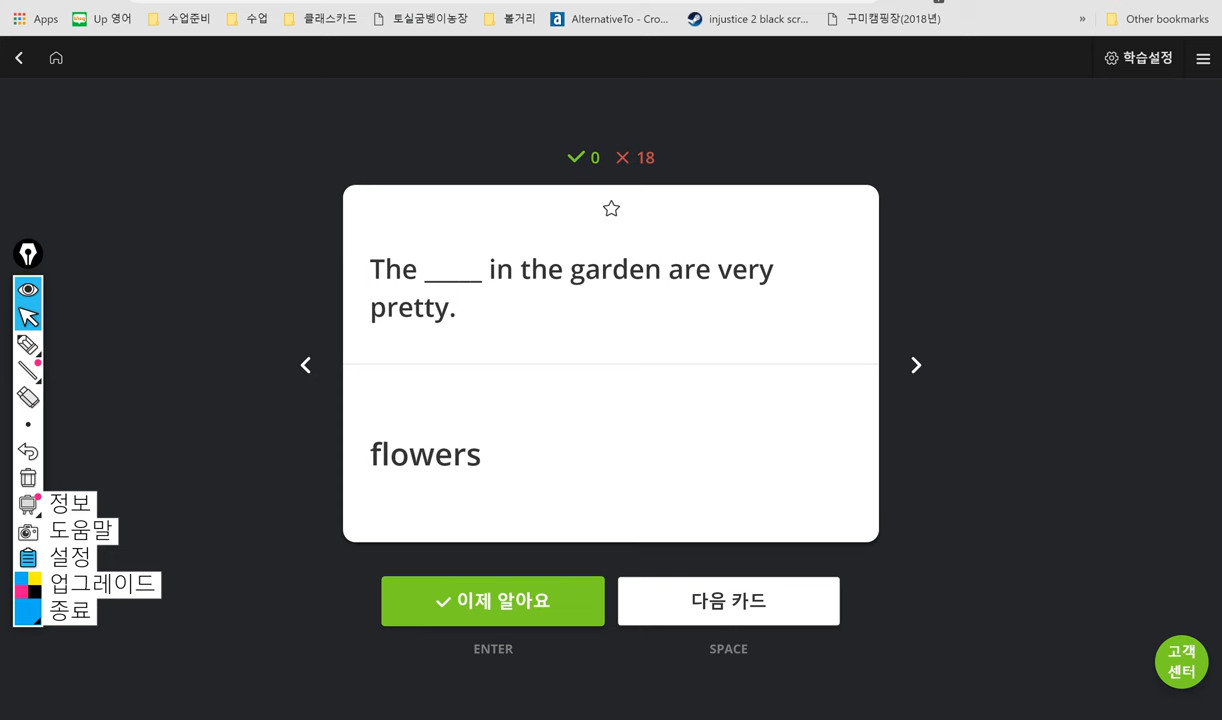 Apps Up 영어 수업준비 수업 클래스카드 토실굼벵이농장 볼거리 AlternativeTo - Cro... injustice 2 black scr... 구미캠핑장(2018년) » Other bookmarks
학습설정
0 18
The _____ in the garden are very
pretty.
flowers
정보
도움말
설정
업그레이드
종료
이제 알아요 다음 카드
ENTER SPACE
고객
센터